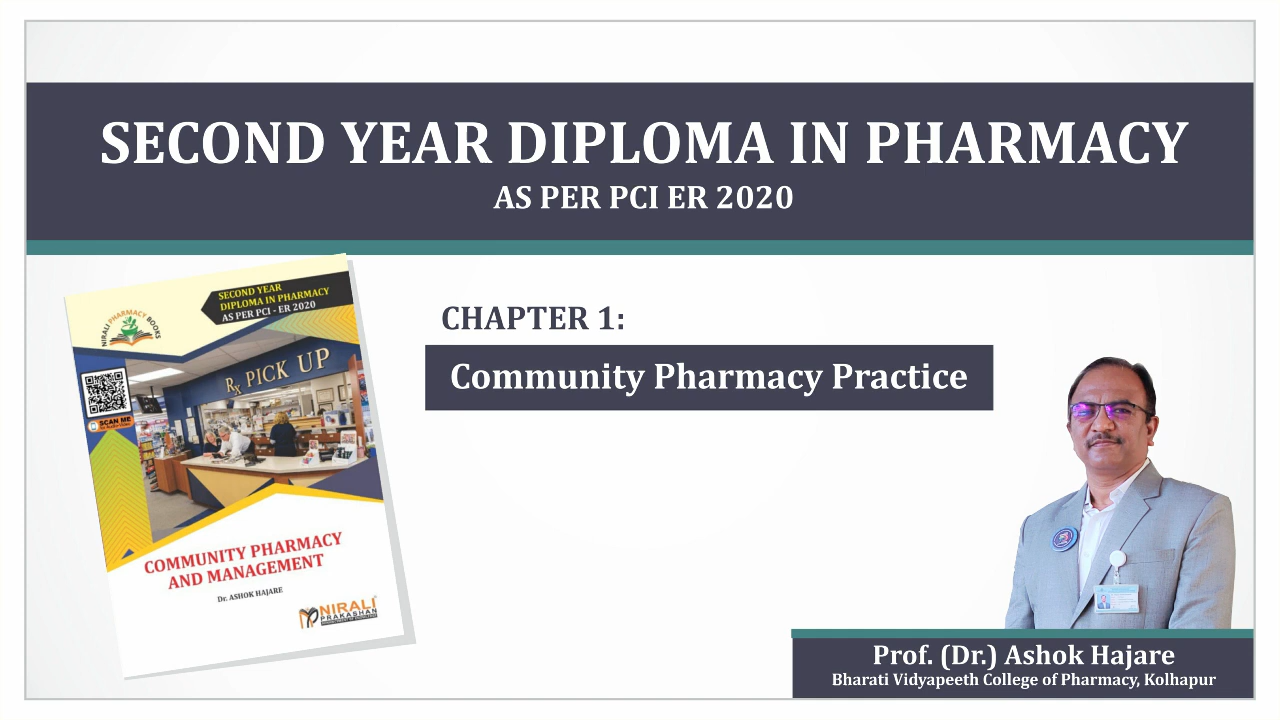 SECOND YEAR DIPLOMA IN PHARMACY
AS PER PCI ER 2020
SECOND YEAR
DIPLOMA IN PHARMACY
AS PER PCI - ER 2020
NIRALI PHARMACY BOOKS
Rx PICK UP
SCAN ME
COMMUNITY PHARMACY
AND MANAGEMENT
Dr. ASHOK HAJARE
NIRALI
PRAKASHAN
CHAPTER 1:
Community Pharmacy Practice
Prof. (Dr.) Ashok Hajare
Bharati Vidyapeeth College of Pharmacy, Kolhapur